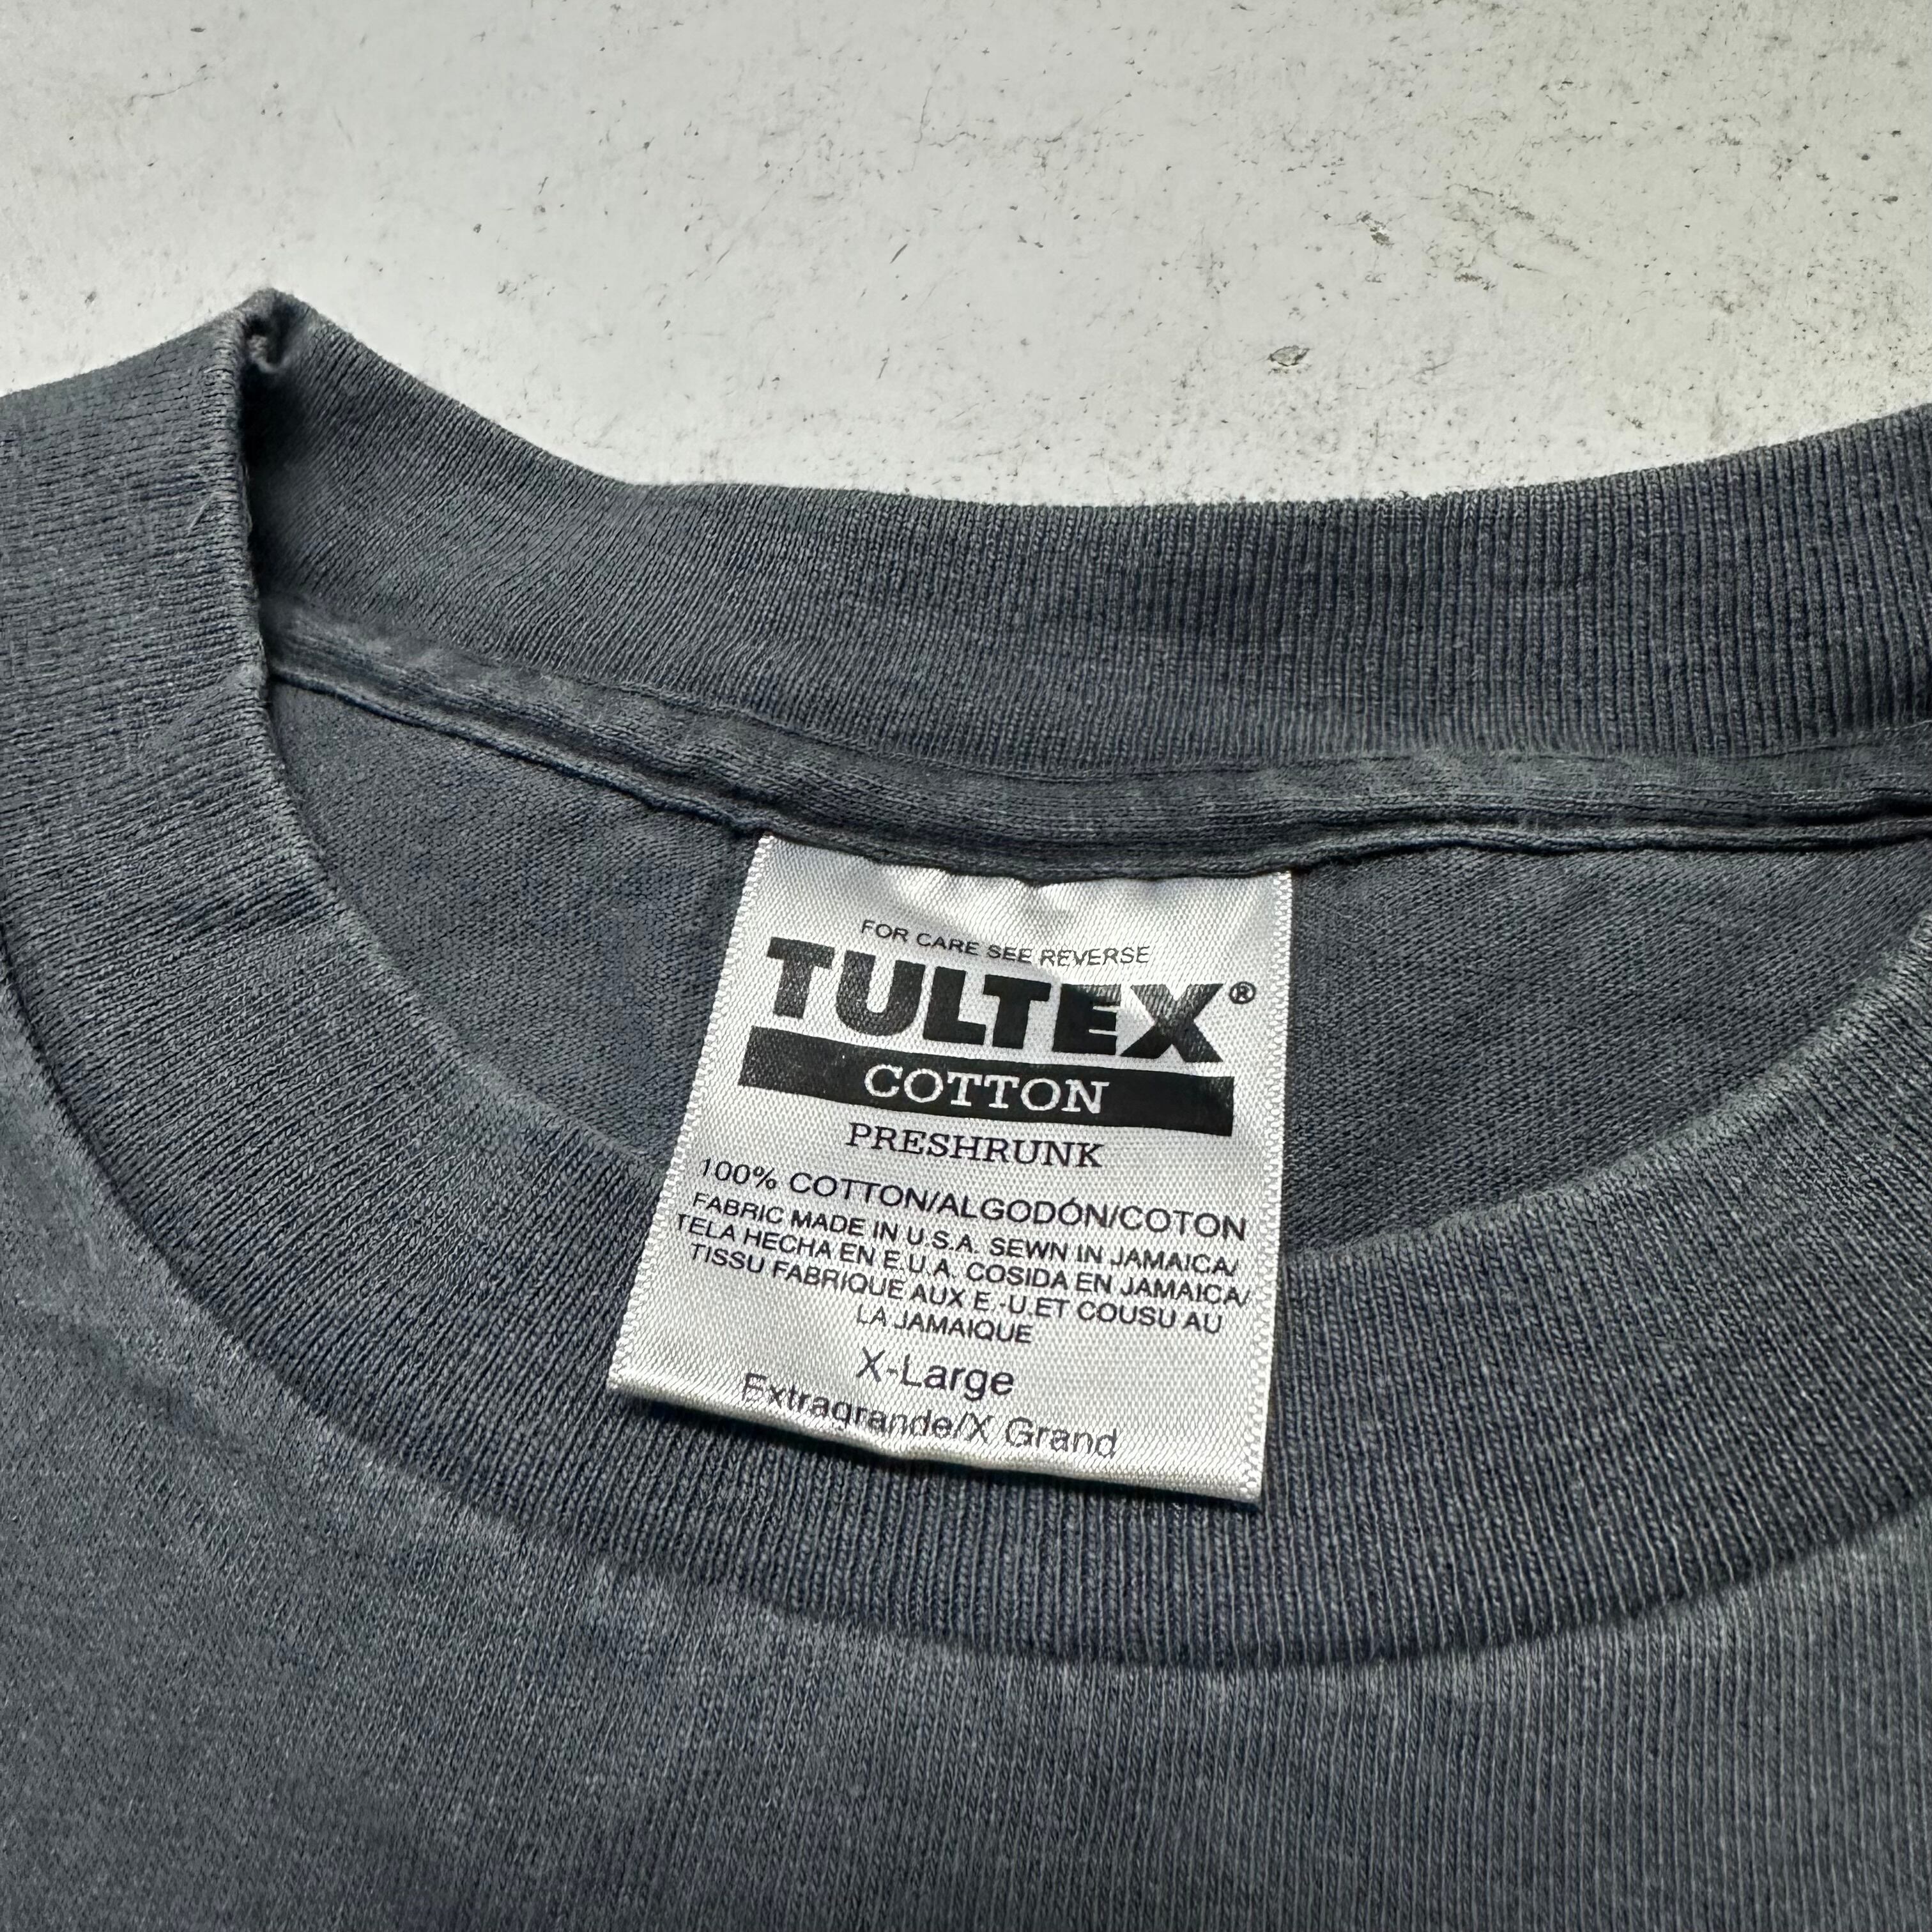 FOR CARE SEE REVERSE
TULTEX®
COTTON
PRESHRUNK
100% COTTON/ALGODÓN/COTON
FABRIC MADE IN U.S.A. SEWN IN JAMAICA/
TELA HECHA EN E.U.A. COSIDA EN JAMAICA/
TISSU FABRIQUE AUX E.-U.ET COUSU AU
LA JAMAIQUE
X-Large
Extragrande/X Grand